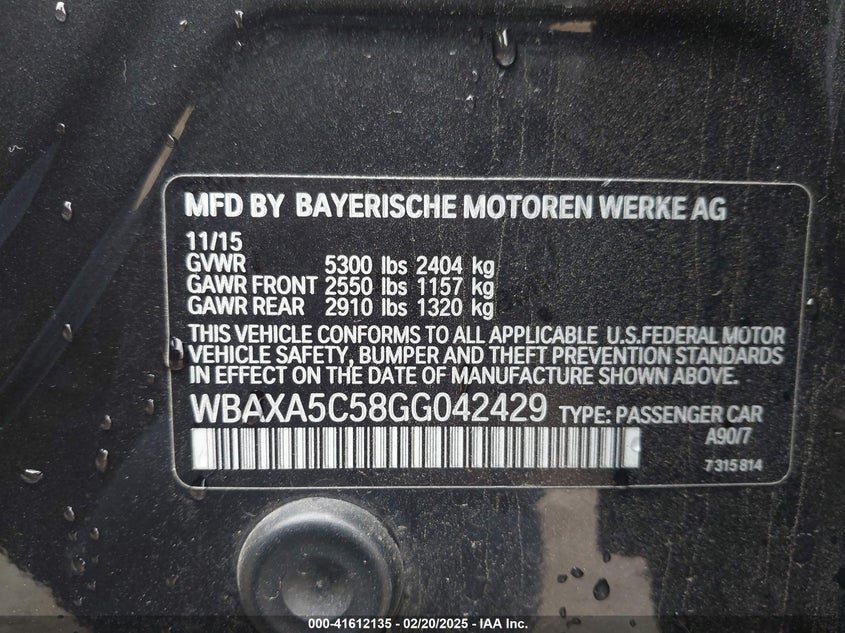 MFD BY BAYERISCHE MOTOREN WERKE AG
11/15
GVWR 5300 lbs 2404 kg
GAWR FRONT 2550 lbs 1157 kg
GAWR REAR 2910 lbs 1320 kg
THIS VEHICLE CONFORMS TO ALL APPLICABLE U.S.FEDERAL MOTOR
VEHICLE SAFETY, BUMPER AND THEFT PREVENTION STANDARDS
IN EFFECT ON THE DATE OF MANUFACTURE SHOWN ABOVE.
WBAXA5C58GG042429 TYPE: PASSENGER CAR
A90/7
7315814
000-41612135 - 02/20/2025 - IAA Inc.